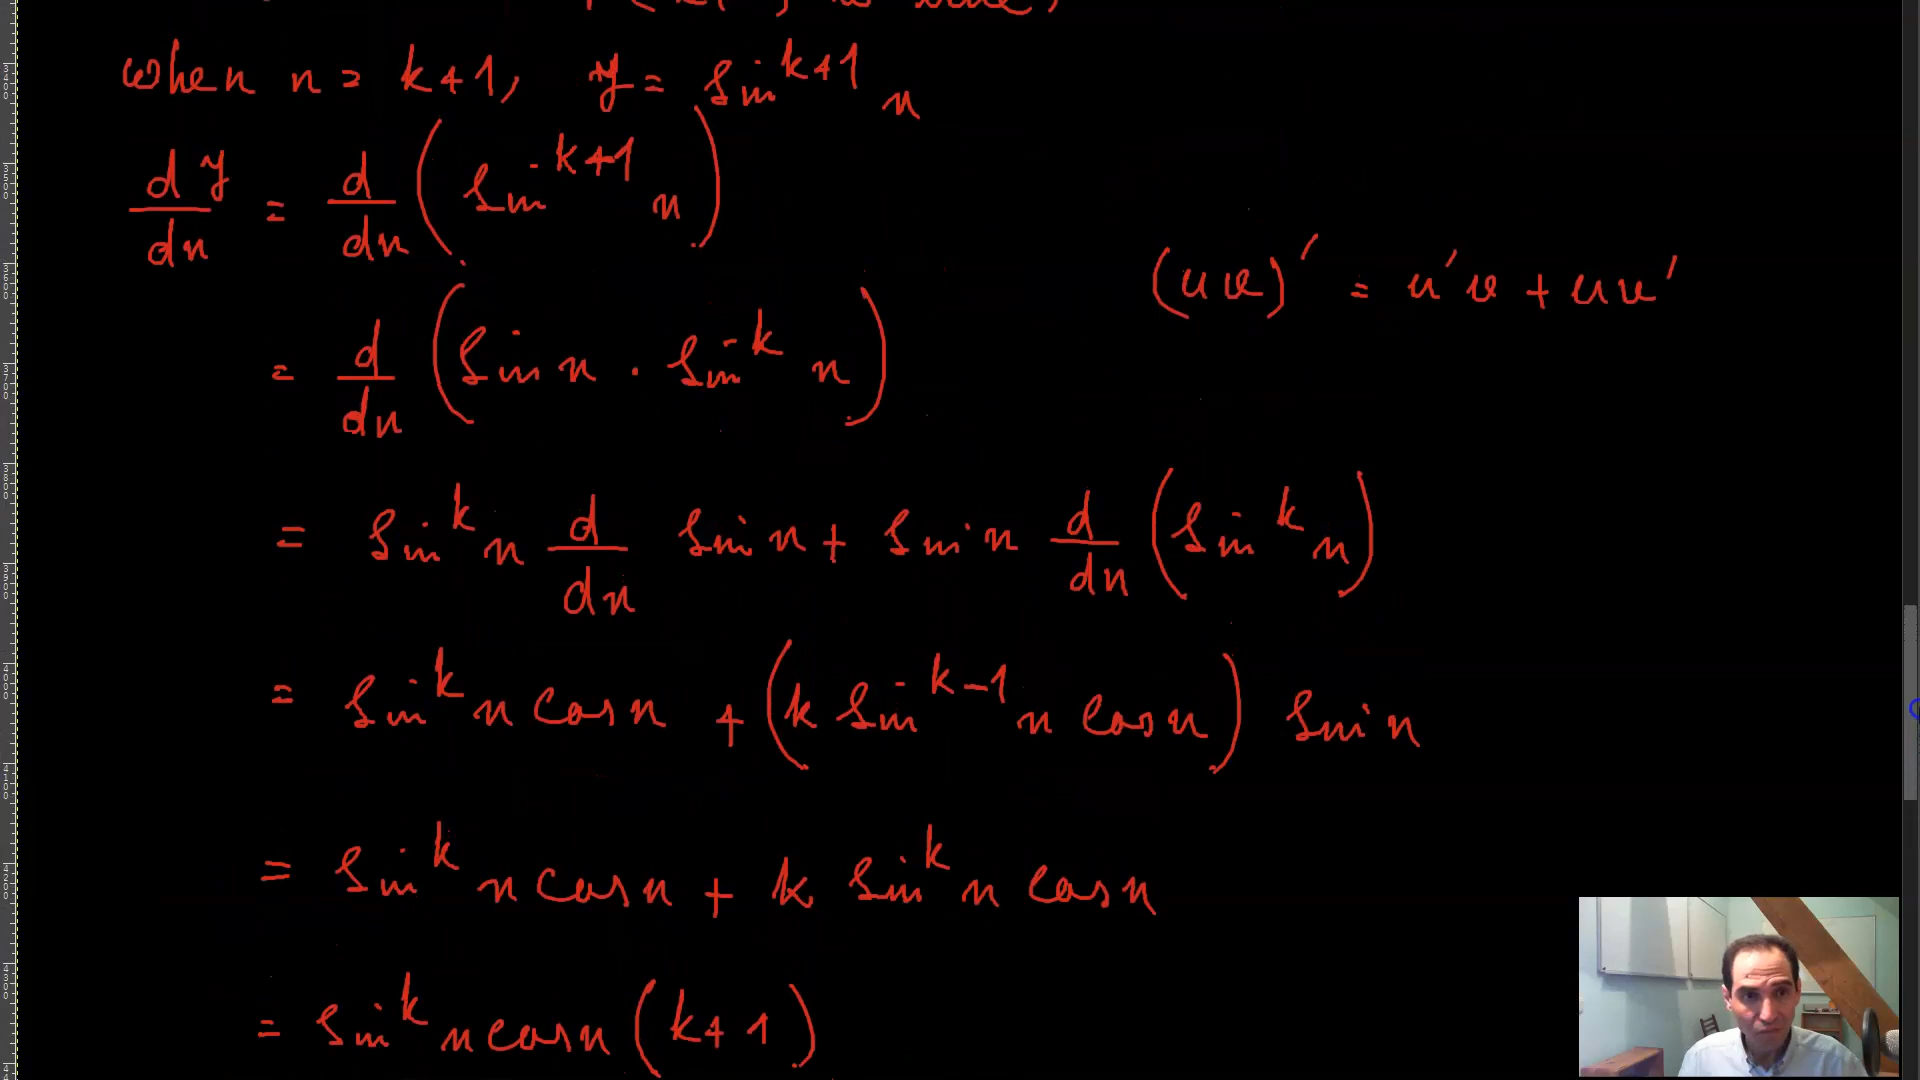 when n = k+1, y = sin^{k+1} x
dy/dx = d/dx (sin^{k+1} x)
= d/dx (sin x . sin^k x)
(uv)' = u'v + uv'
= sin^k x d/dx sin x + sin x d/dx (sin^k x)
= sin^k x cos x + (k sin^{k-1} x cos x) sin x
= sin^k x cos x + k sin^k x cos x
= sin^k x cos x (k+1)